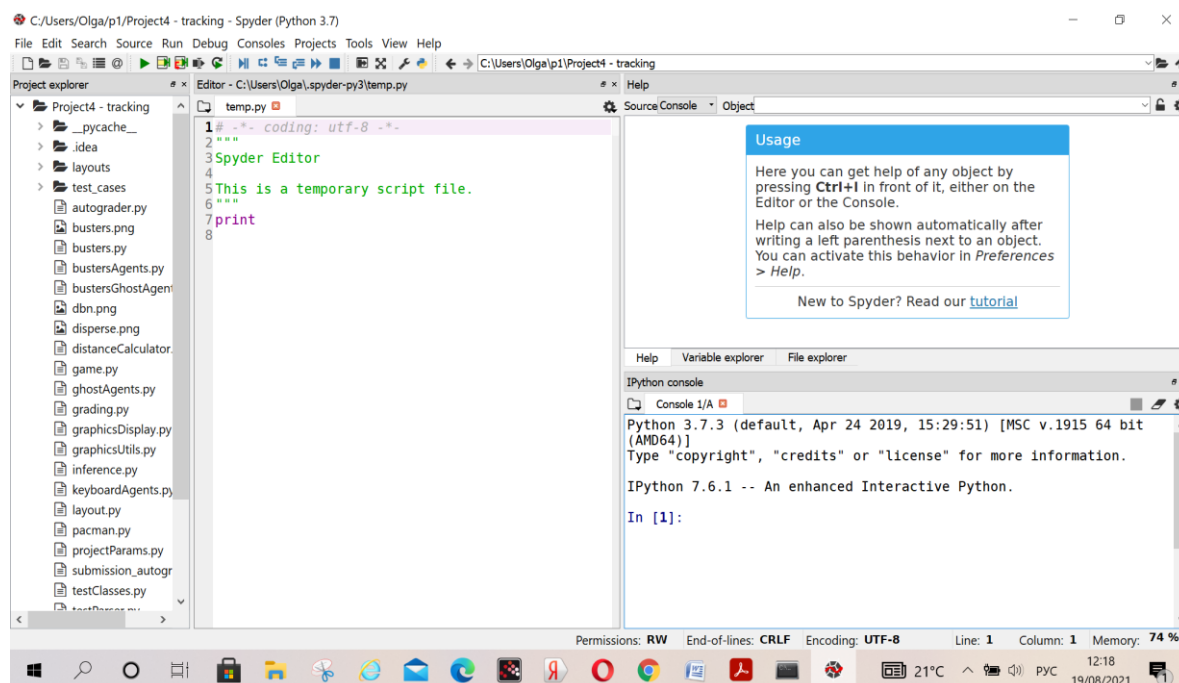 C:/Users/Olga/p1/Project4 - tracking - Spyder (Python 3.7)
File Edit Search Source Run Debug Consoles Projects Tools View Help
C:\Users\Olga\p1\Project4 - tracking
Project explorer
Project4 - tracking
__pycache__
.idea
layouts
test_cases
autograder.py
busters.png
busters.py
bustersAgents.py
bustersGhostAgent
dbn.png
disperse.png
distanceCalculator.
game.py
ghostAgents.py
grading.py
graphicsDisplay.py
graphicsUtils.py
inference.py
keyboardAgents.py
layout.py
pacman.py
projectParams.py
submission_autogr
testClasses.py
testParser.py
Editor - C:\Users\Olga\.spyder-py3\temp.py
temp.py
1 # -*- coding: utf-8 -*-
2 """
3 Spyder Editor
4
5 This is a temporary script file.
6 """
7 print
8
Help
Source Console Object
Usage
Here you can get help of any object by
pressing Ctrl+I in front of it, either on the
Editor or the Console.
Help can also be shown automatically after
writing a left parenthesis next to an object.
You can activate this behavior in Preferences
> Help.
New to Spyder? Read our tutorial
Help Variable explorer File explorer
IPython console
Console 1/A
Python 3.7.3 (default, Apr 24 2019, 15:29:51) [MSC v.1915 64 bit
(AMD64)]
Type "copyright", "credits" or "license" for more information.
IPython 7.6.1 -- An enhanced Interactive Python.
In [1]:
Permissions: RW End-of-lines: CRLF Encoding: UTF-8 Line: 1 Column: 1 Memory: 74 %
21°C РУС 12:18
19/08/2021